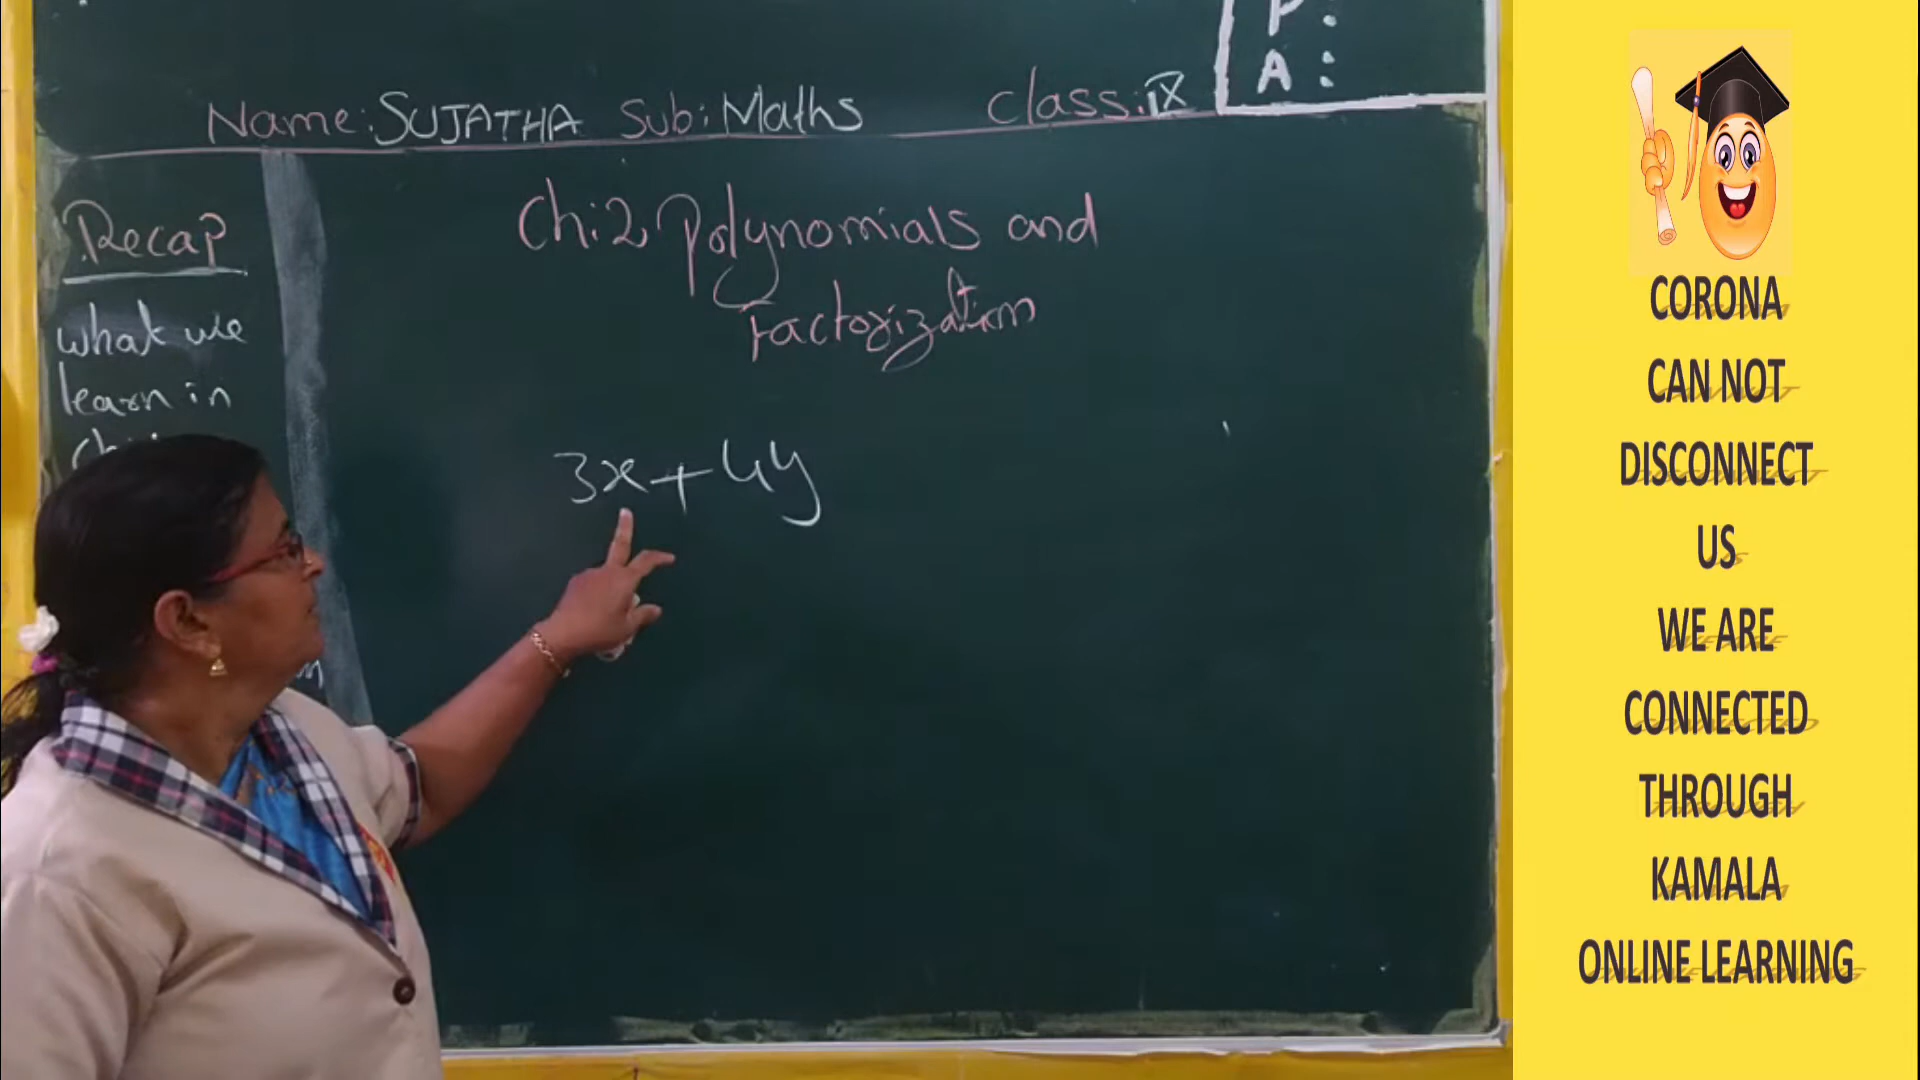 P:
A:
Name: SUJATHA Sub: Maths Class: IX
Recap
what we
learn in
Ch:2 Polynomials and
Factorization
3x+4y
CORONA
CAN NOT
DISCONNECT
US
WE ARE
CONNECTED
THROUGH
KAMALA
ONLINE LEARNING